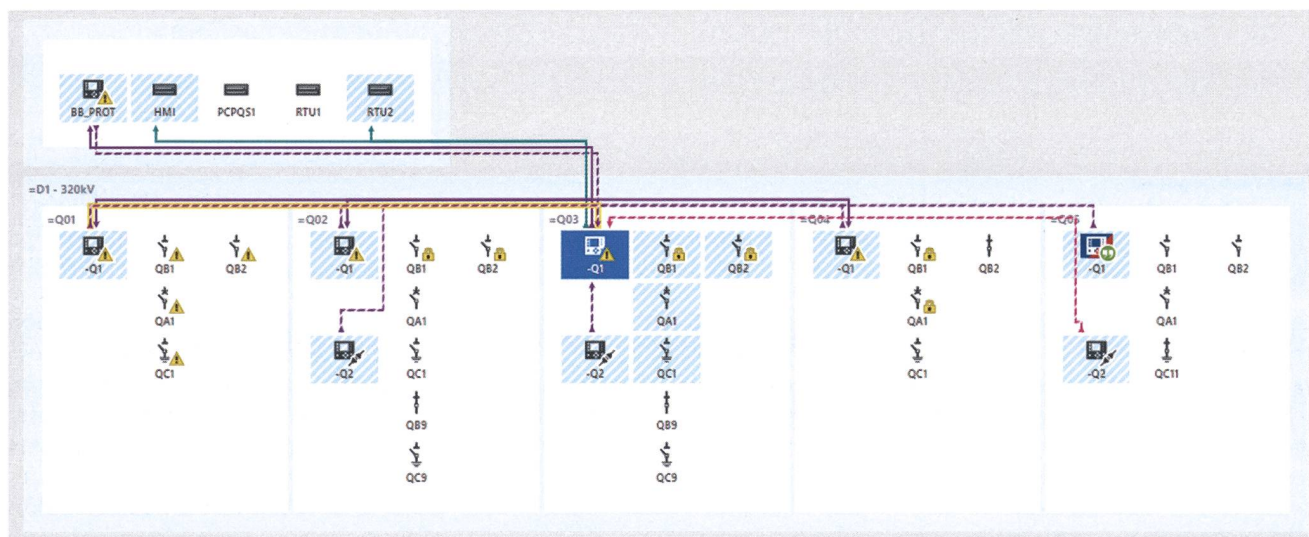 BB_PROT HMI PCPQS1 RTU1 RTU2
=D1 - 320kV
=Q01 =Q02 =Q03 =Q04 =Q05
-Q1 QB1 QB2 -Q1 QB1 QB2 -Q1 QB1 QB2 -Q1 QB1 QB2 -Q1 QB1 QB2
QA1 QA1 QA1 QA1
QC1 -Q2 QC1 -Q2 QC1 QC1 -Q2 QC11
QB9 QB9
QC9 QC9